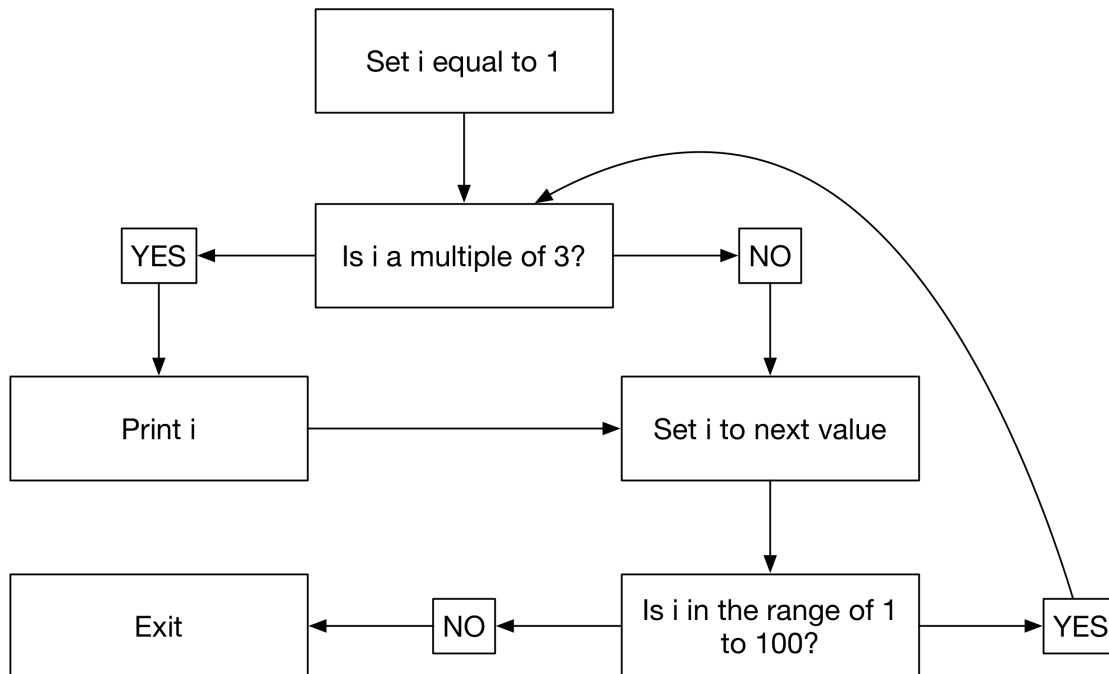 Set i equal to 1
YES
Is i a multiple of 3?
NO
Print i
Set i to next value
Exit
NO
Is i in the range of 1
to 100?
YES